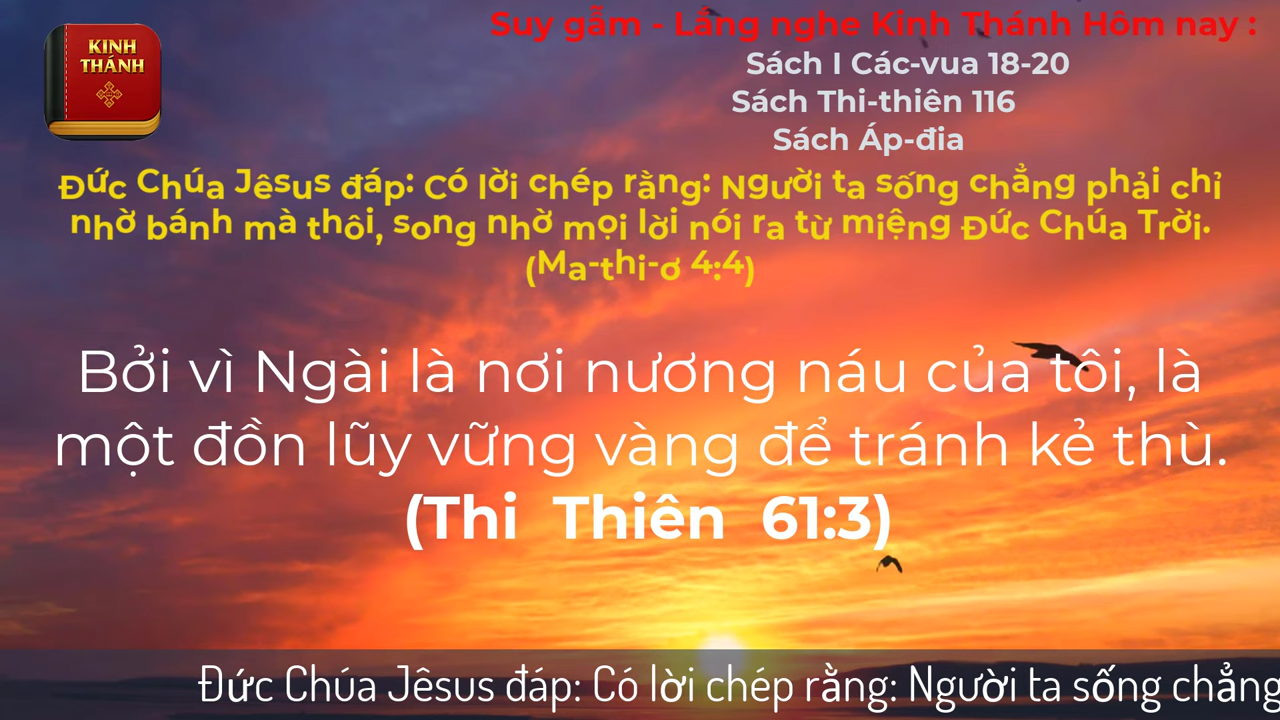 KINH
THÁNH
Suy gẫm - Lắng nghe Kinh Thánh Hôm nay :
Sách I Các-vua 18-20
Sách Thi-thiên 116
Sách Áp-đia
Đức Chúa Jêsus đáp: Có lời chép rằng: Người ta sống chẳng phải chỉ
nhờ bánh mà thôi, song nhờ mọi lời nói ra từ miệng Đức Chúa Trời.
(Ma-thi-ơ 4:4)
Bởi vì Ngài là nơi nương náu của tôi, là
một đồn lũy vững vàng để tránh kẻ thù.
(Thi Thiên 61:3)
Đức Chúa Jêsus đáp: Có lời chép rằng: Người ta sống chẳng